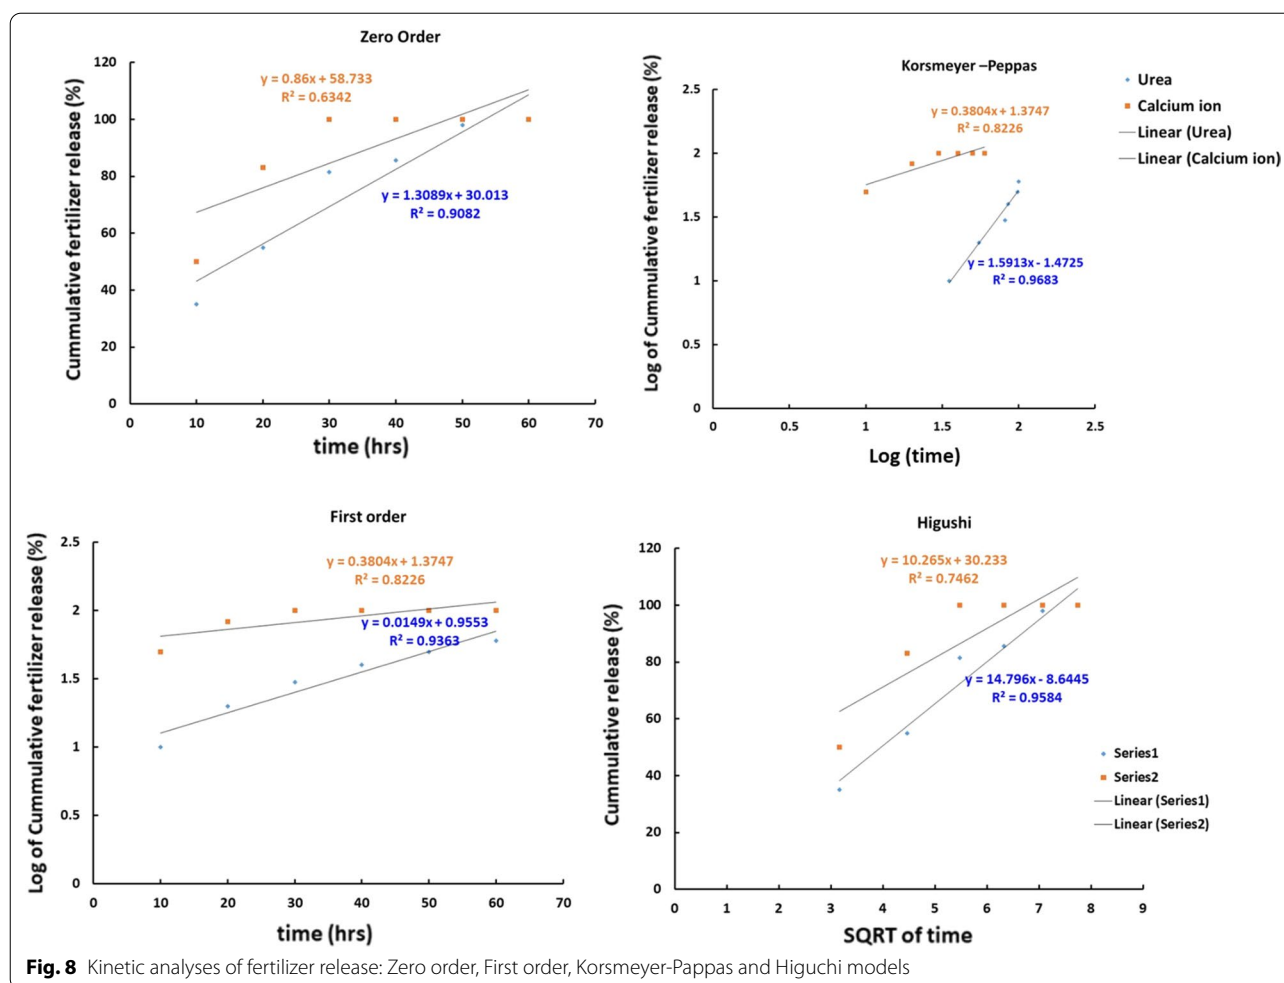 Zero Order
Cummulative fertilizer release (%)
120
100
80
60
40
20
0
y = 0.86x + 58.733
R² = 0.6342
y = 1.3089x + 30.013
R² = 0.9082
0 10 20 30 40 50 60 70
time (hrs)
Korsmeyer –Peppas
Log of Cummulative fertilizer release (%)
2.5
2
1.5
1
0.5
0
y = 0.3804x + 1.3747
R² = 0.8226
y = 1.5913x - 1.4725
R² = 0.9683
0 0.5 1 1.5 2 2.5
Log (time)
Urea
Calcium ion
Linear (Urea)
Linear (Calcium ion)
First order
Log of Cummulative fertilizer release (%)
2.5
2
1.5
1
0.5
0
y = 0.3804x + 1.3747
R² = 0.8226
y = 0.0149x + 0.9553
R² = 0.9363
0 10 20 30 40 50 60 70
time (hrs)
Higushi
Cummulative release (%)
120
100
80
60
40
20
0
y = 10.265x + 30.233
R² = 0.7462
y = 14.796x - 8.6445
R² = 0.9584
0 1 2 3 4 5 6 7 8 9
SQRT of time
Series1
Series2
Linear (Series1)
Linear (Series2)
Fig. 8 Kinetic analyses of fertilizer release: Zero order, First order, Korsmeyer-Pappas and Higuchi models